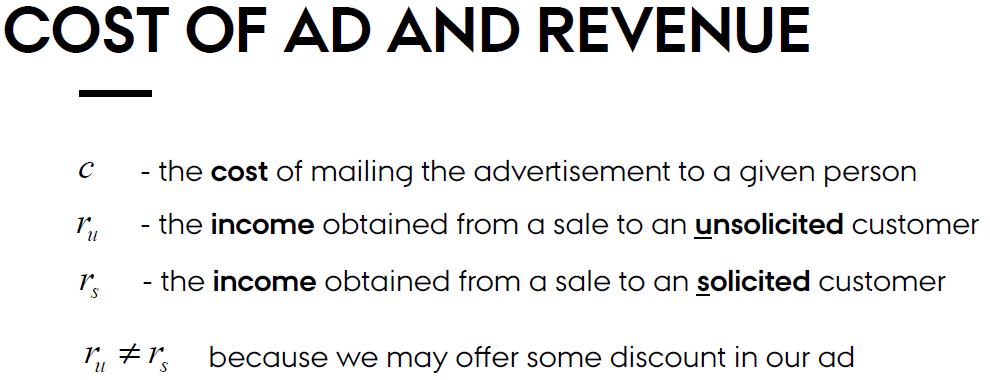 COST OF AD AND REVENUE
c - the cost of mailing the advertisement to a given person
r_u - the income obtained from a sale to an unsolicited customer
r_s - the income obtained from a sale to an solicited customer
r_u ≠ r_s because we may offer some discount in our ad